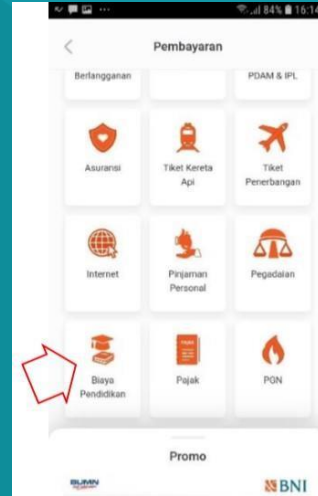 84% 16:14
Pembayaran
Berlangganan
PDAM & IPL
Asuransi
Tiket Kereta
Api
Tiket
Penerbangan
Internet
Pinjaman
Personal
Pegadaian
Biaya
Pendidikan
Pajak
PGN
Promo
BUMN
BNI